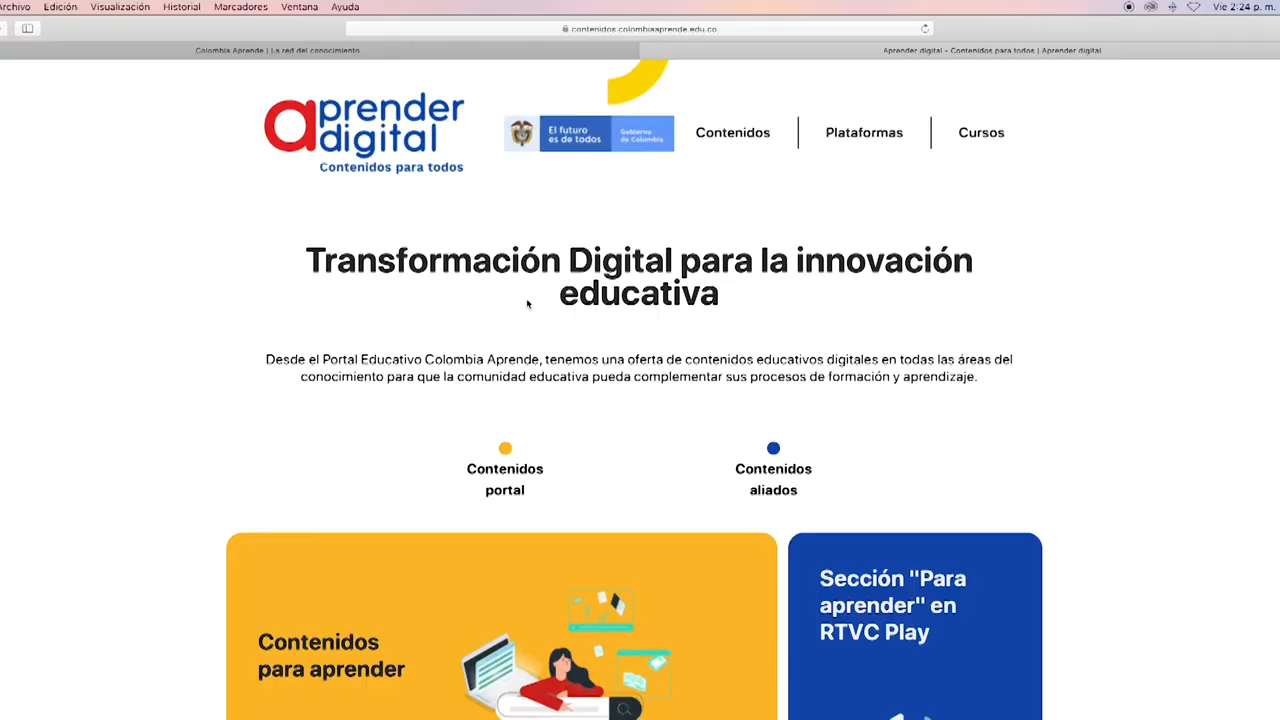 Archivo Edición Visualización Historial Marcadores Ventana Ayuda Vie 2:24 p. m.
contenidos.colombiaaprende.edu.co
Colombia Aprende | La red del conocimiento
Aprender digital - Contenidos para todos | Aprender digital
aprender
digital
Contenidos para todos
El futuro
es de todos
Gobierno
de Colombia
Contenidos
Plataformas
Cursos
Transformación Digital para la innovación
educativa
Desde el Portal Educativo Colombia Aprende, tenemos una oferta de contenidos educativos digitales en todas las áreas del
conocimiento para que la comunidad educativa pueda complementar sus procesos de formación y aprendizaje.
Contenidos
portal
Contenidos
aliados
Contenidos
para aprender
Sección "Para
aprender" en
RTVC Play